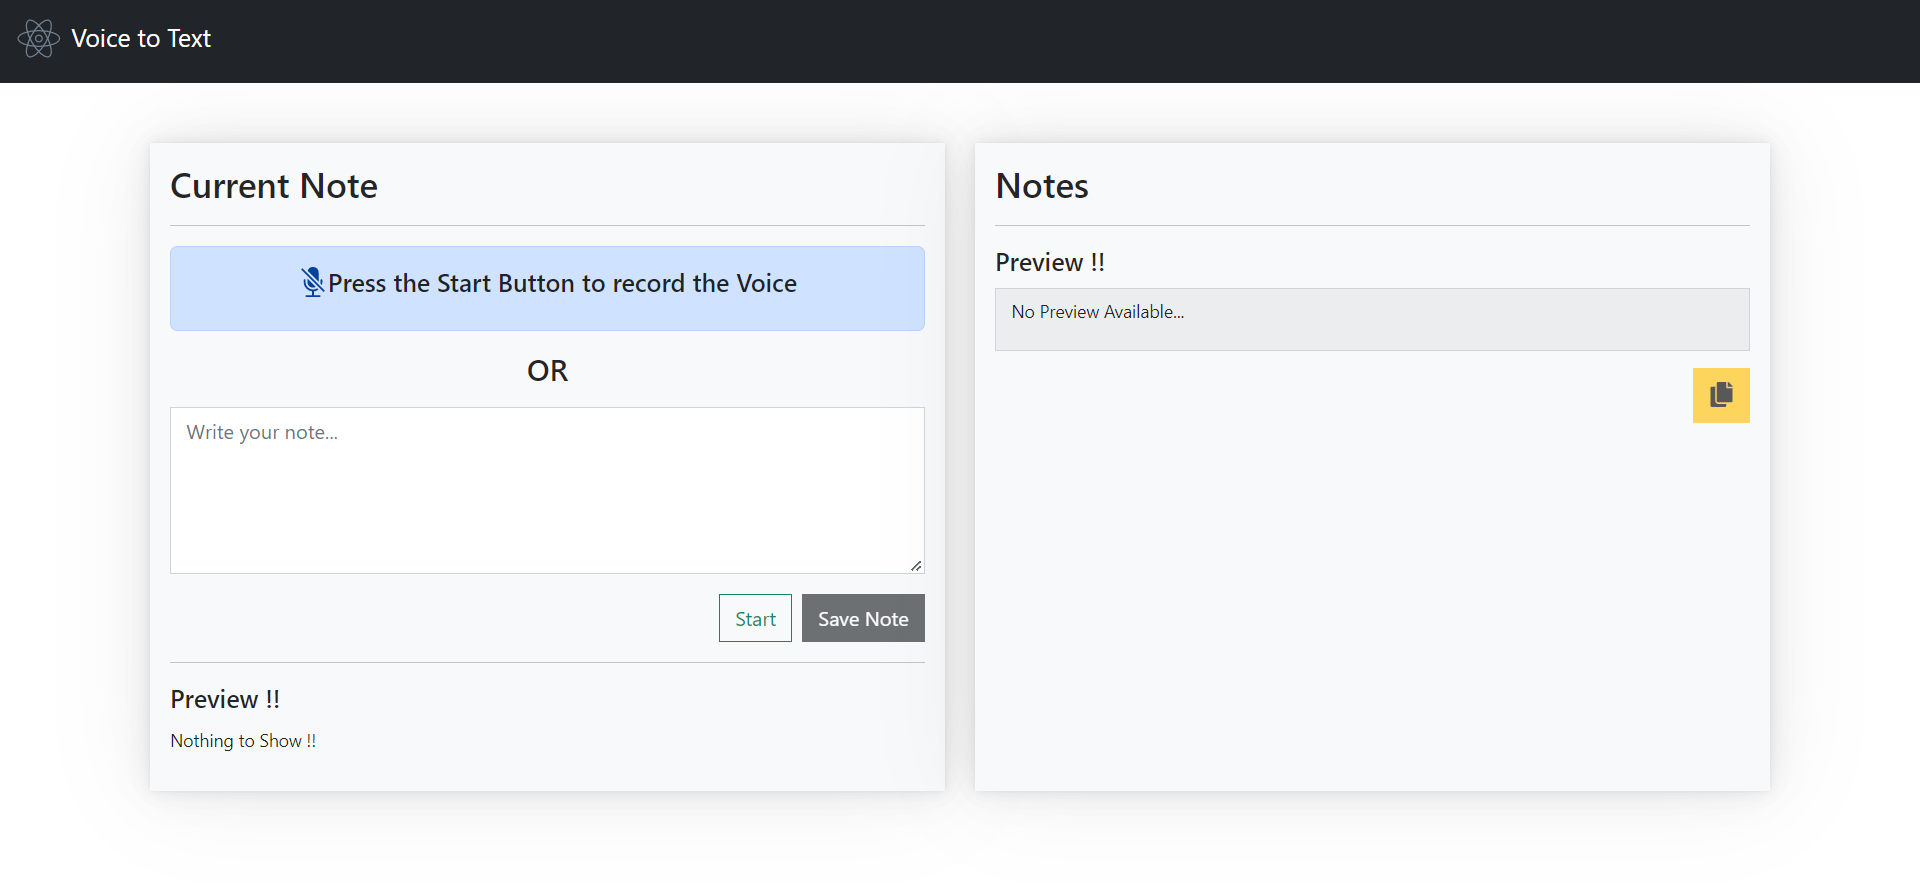 Voice to Text
Current Note
Press the Start Button to record the Voice
OR
Write your note...
Start
Save Note
Preview !!
Nothing to Show !!
Notes
Preview !!
No Preview Available...